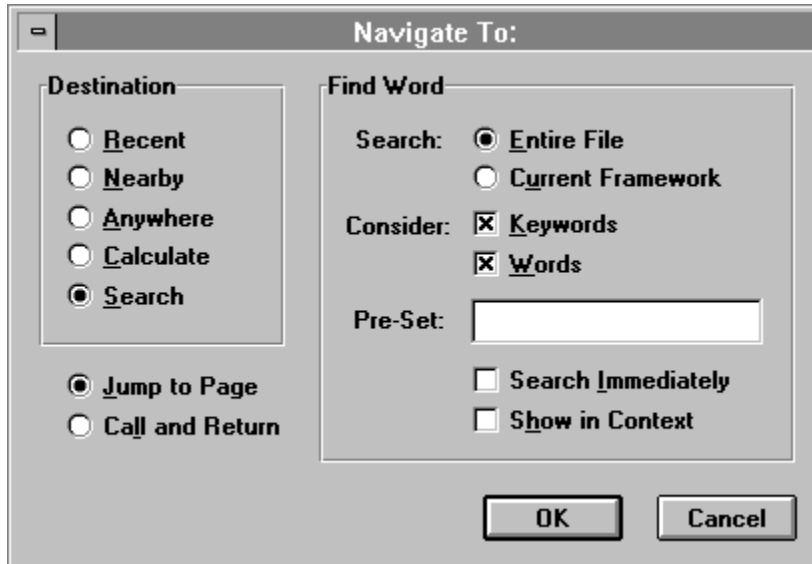 Navigate To:
Destination
Recent
Nearby
Anywhere
Calculate
Search
Jump to Page
Call and Return
Find Word
Search: Entire File
Current Framework
Consider: Keywords
Words
Pre-Set:
Search Immediately
Show in Context
OK Cancel